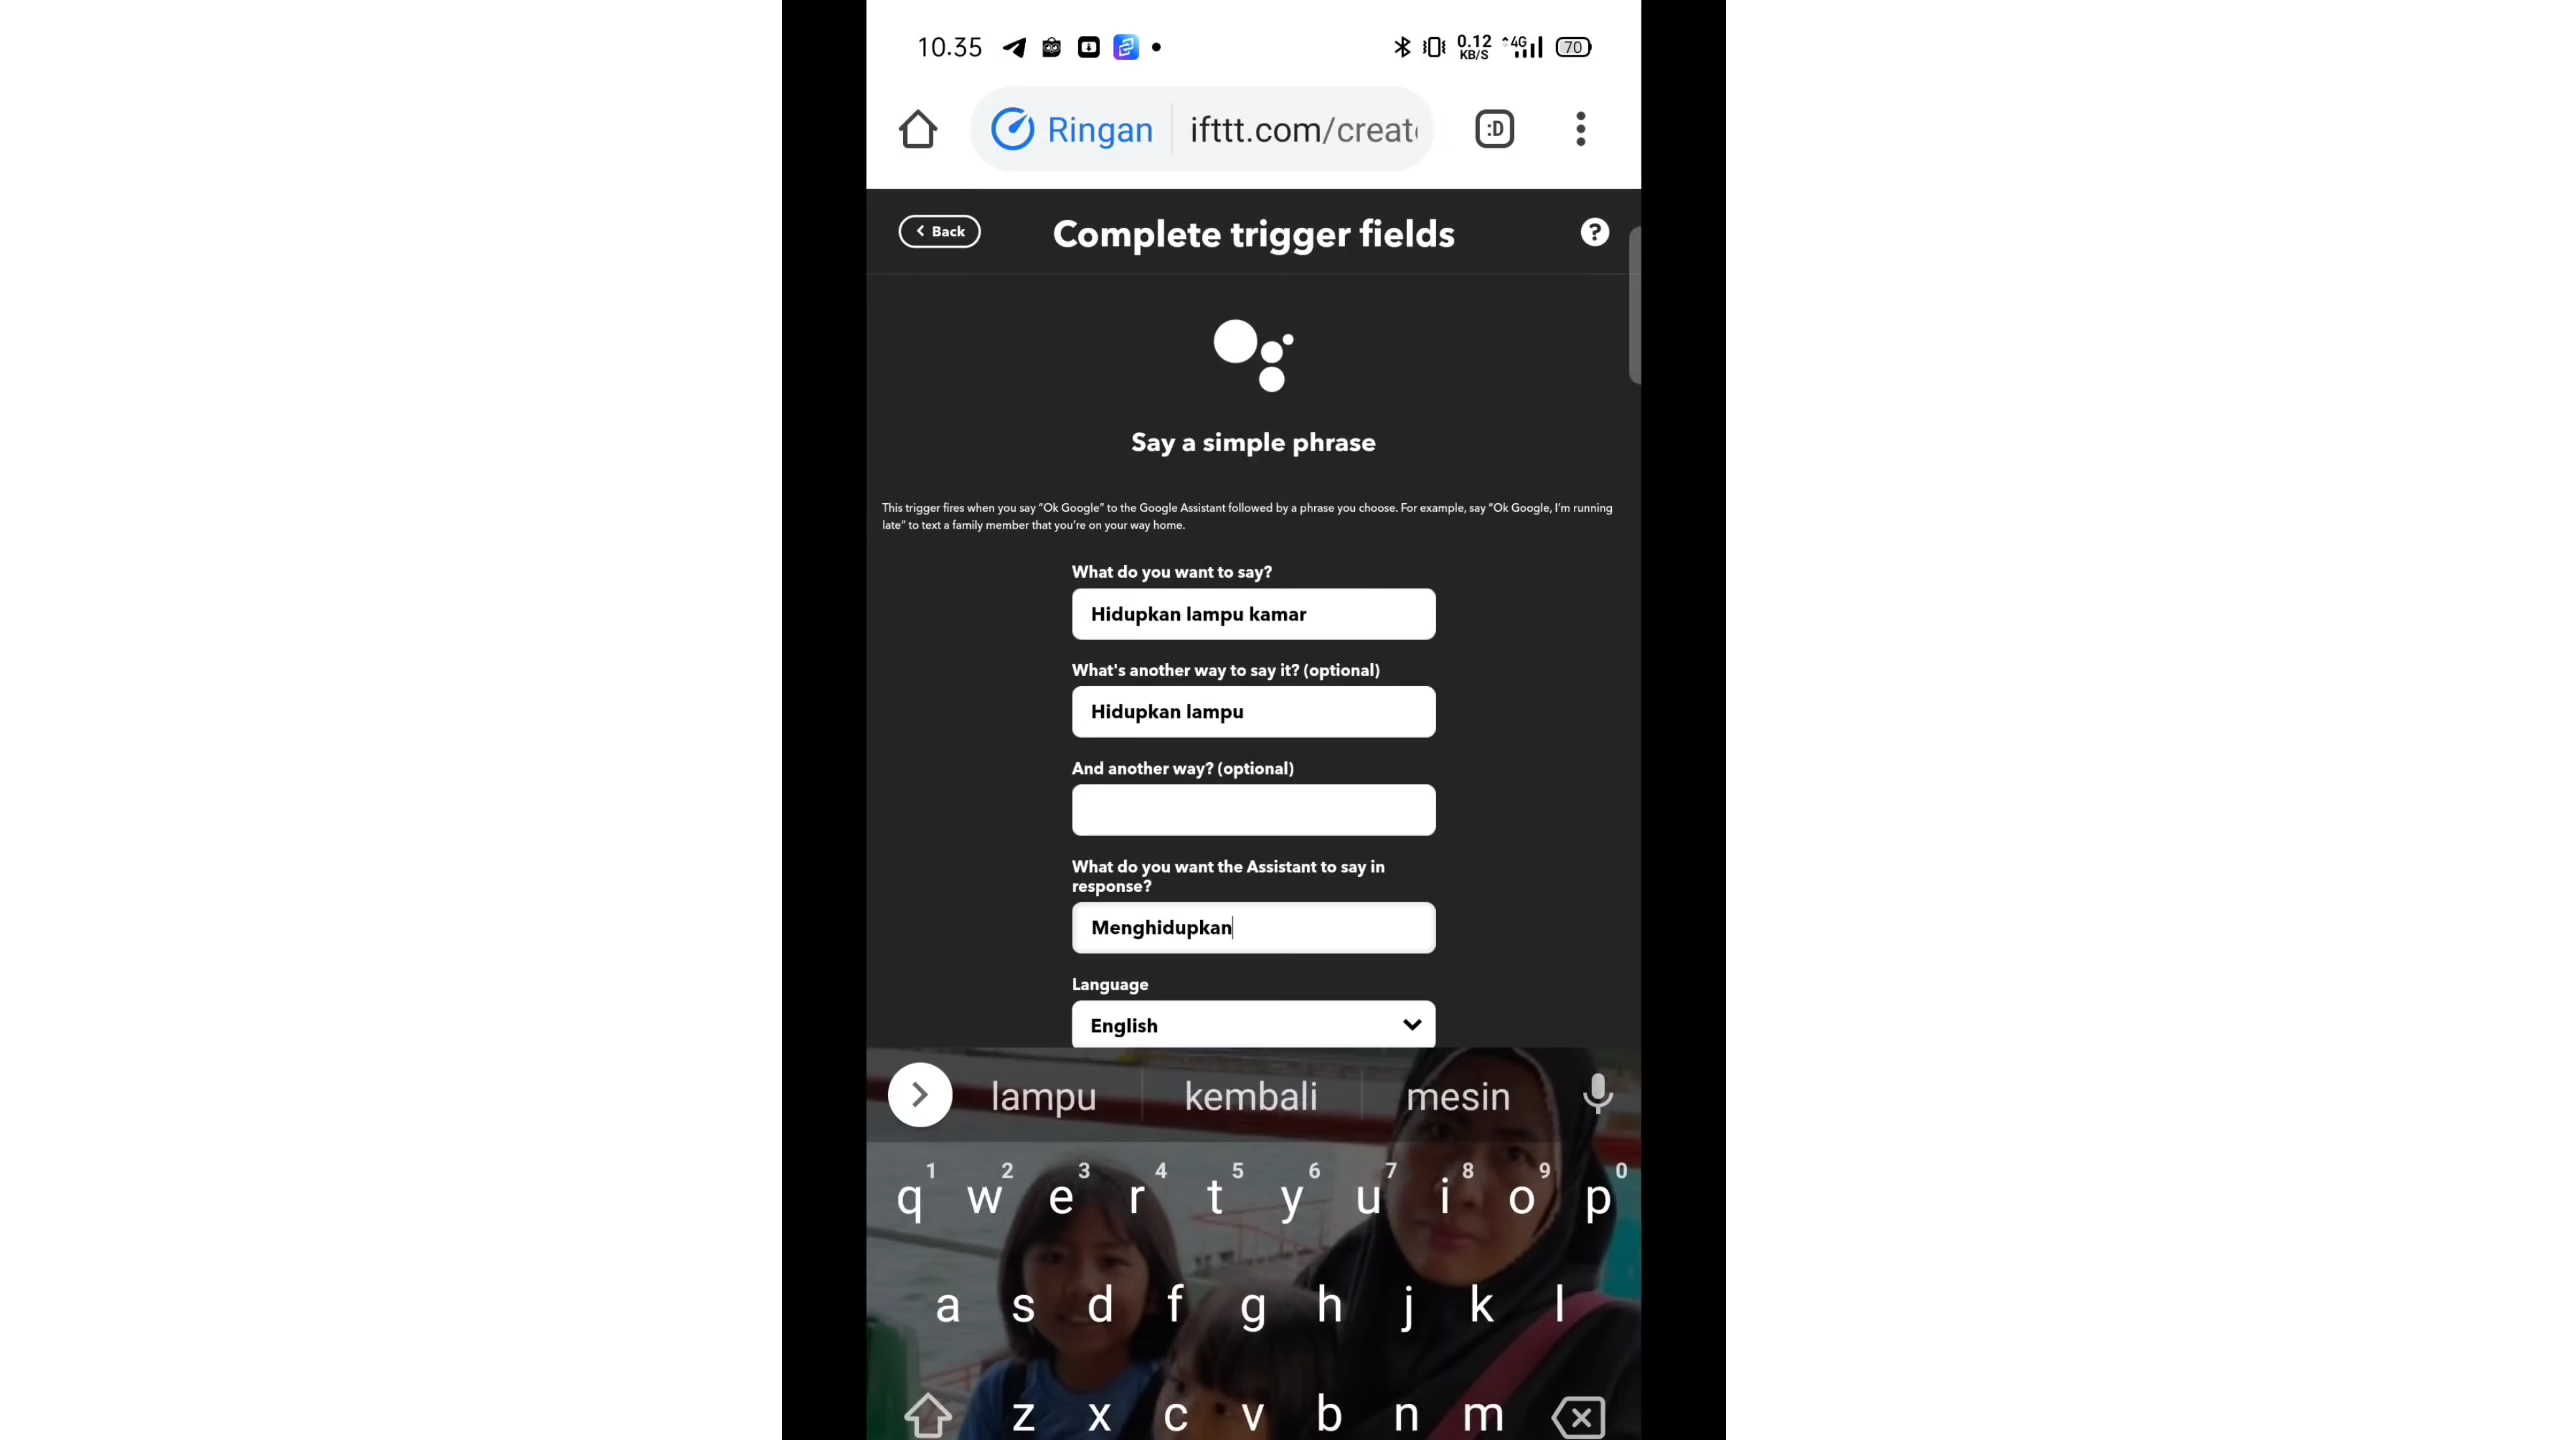 10.35
0.12
KB/S
4G
70
Ringan
ifttt.com/create
:D
Back
Complete trigger fields
?
Say a simple phrase
This trigger fires when you say “Ok Google” to the Google Assistant followed by a phrase you choose. For example, say “Ok Google, I’m running
late” to text a family member that you’re on your way home.
What do you want to say?
Hidupkan lampu kamar
What's another way to say it? (optional)
Hidupkan lampu
And another way? (optional)
What do you want the Assistant to say in
response?
Menghidupkan
Language
English
lampu kembali mesin
1 2 3 4 5 6 7 8 9 0
q w e r t y u i o p
a s d f g h j k l
z x c v b n m